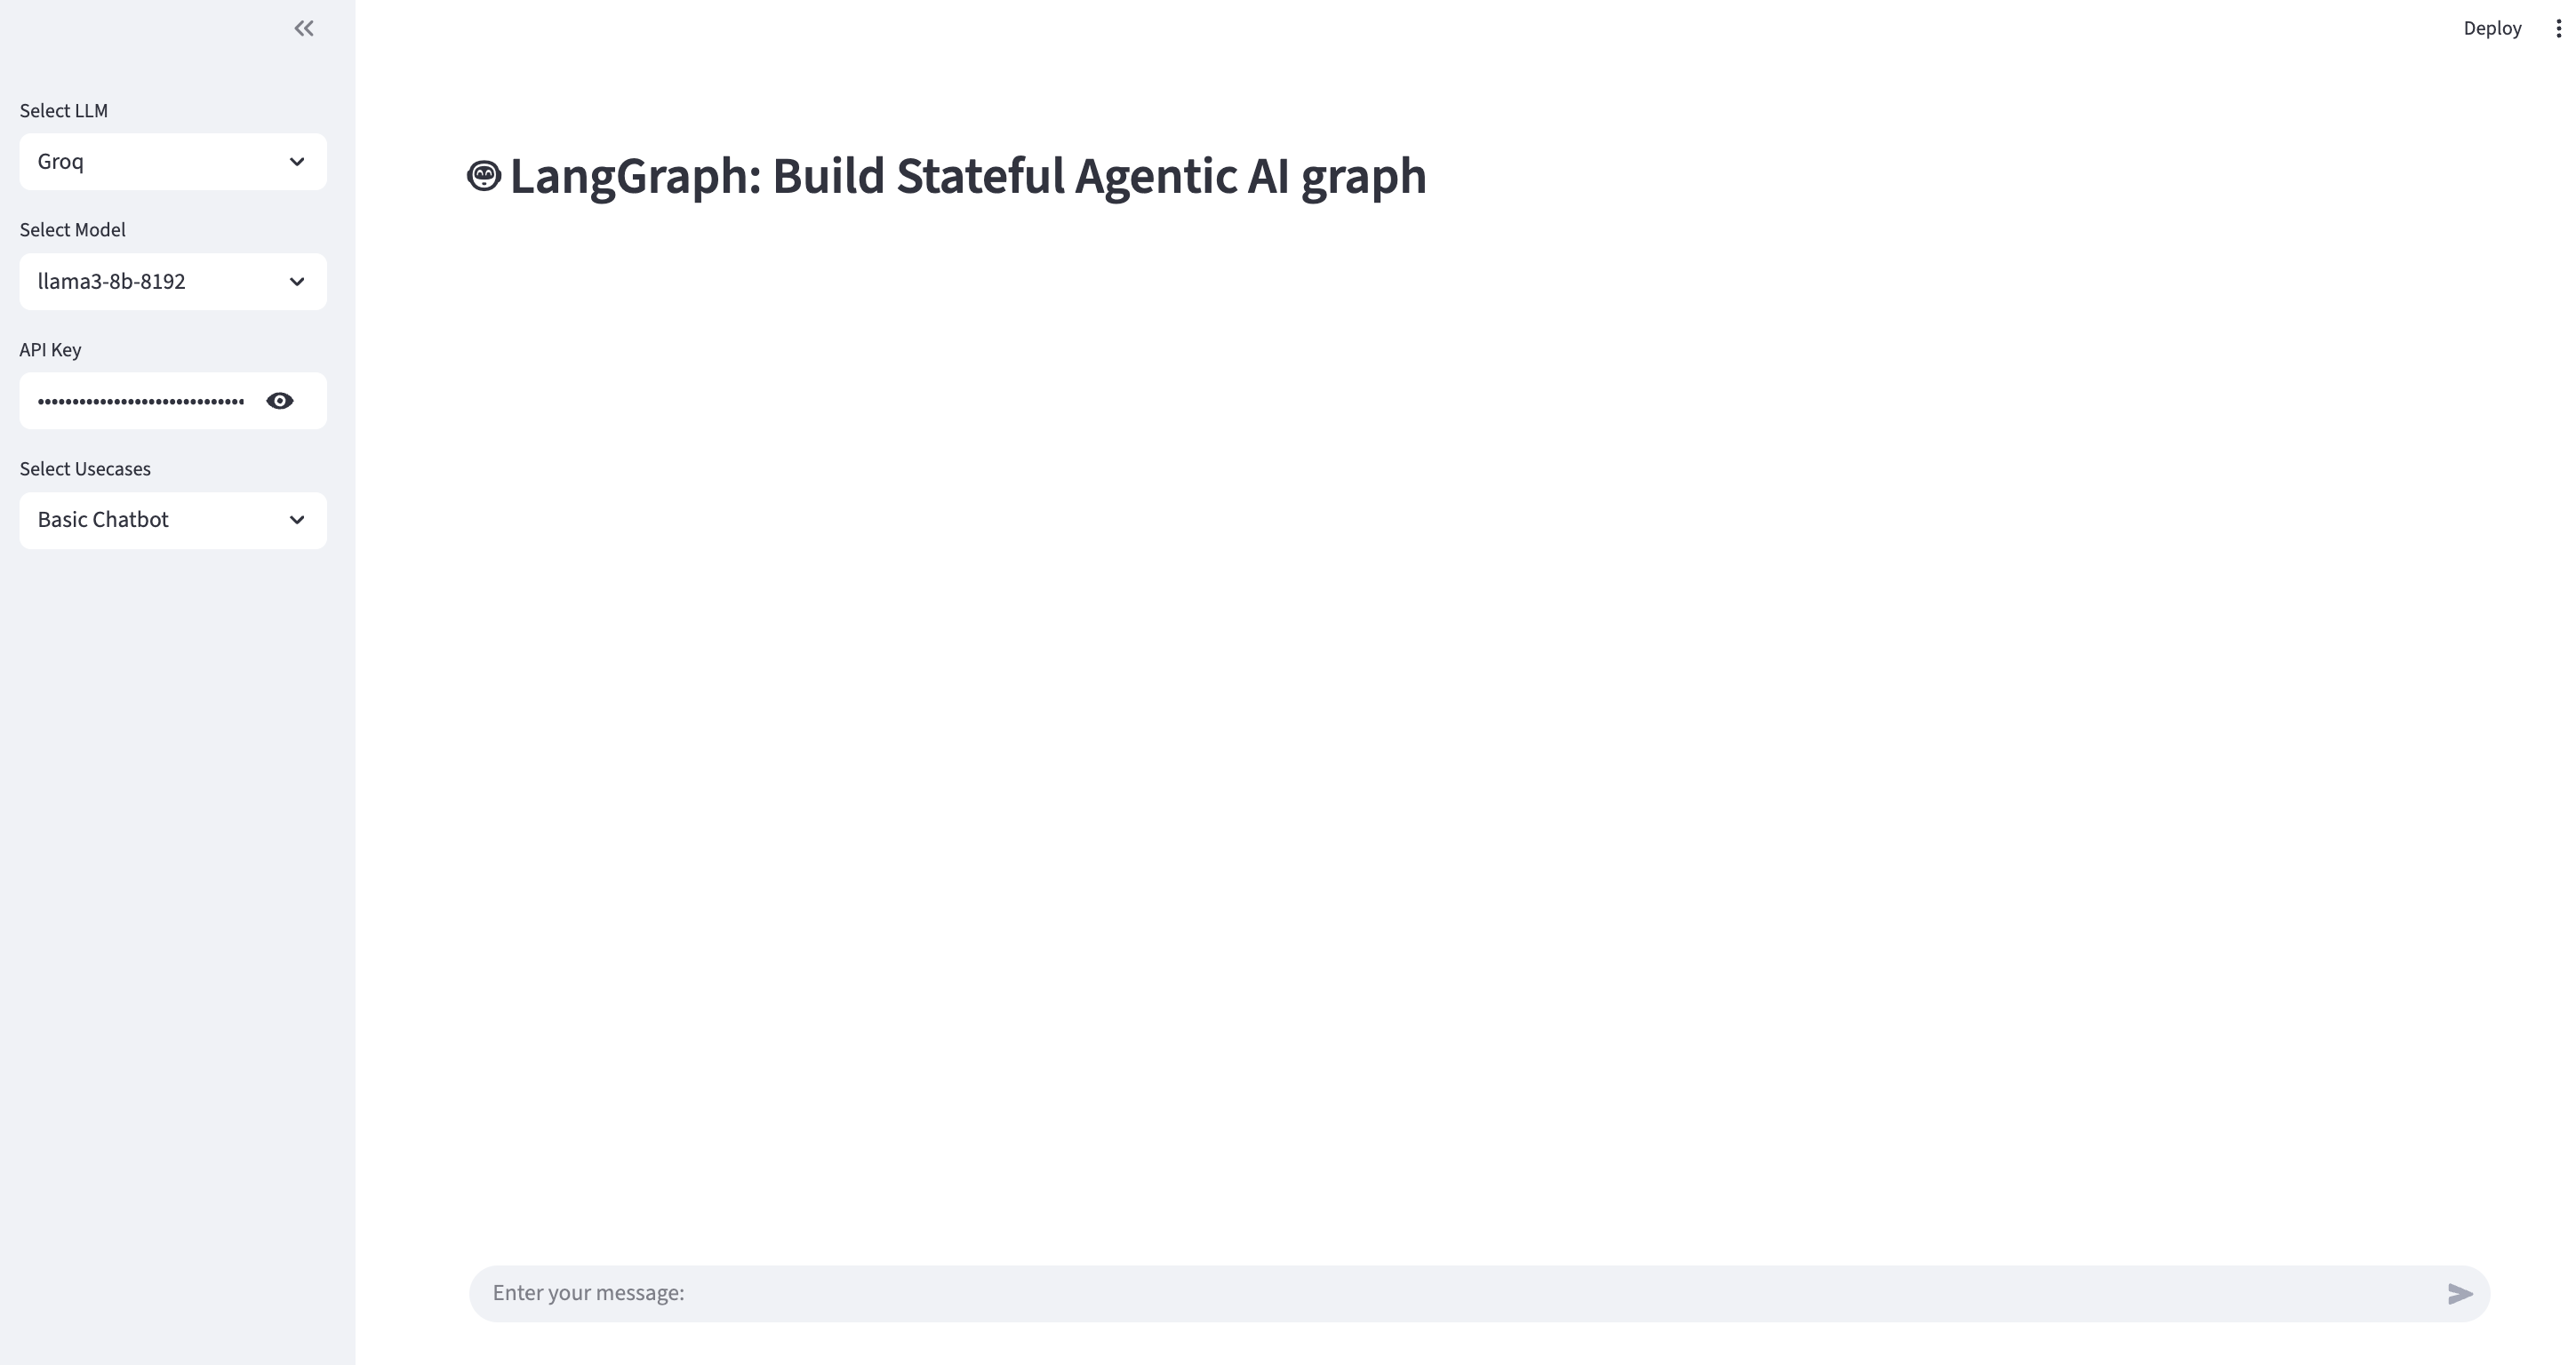 Deploy
Select LLM
Groq
Select Model
llama3-8b-8192
API Key
Select Usecases
Basic Chatbot
LangGraph: Build Stateful Agentic AI graph
Enter your message: